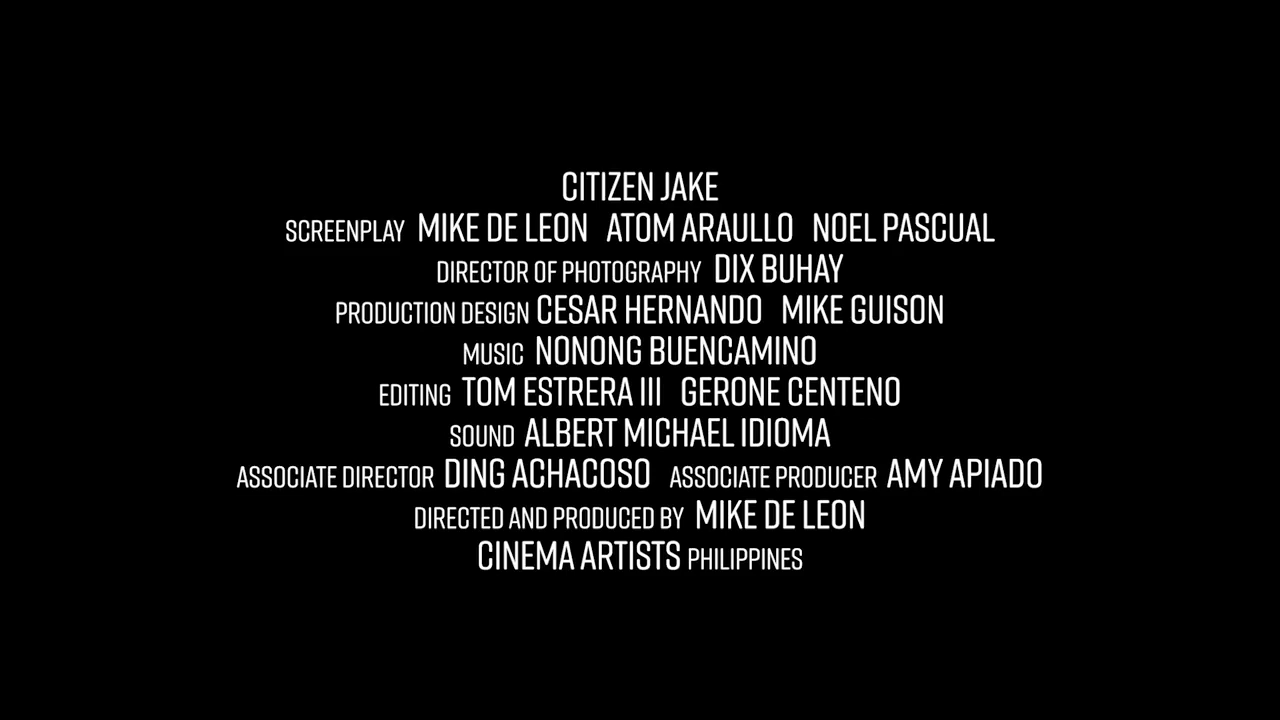 CITIZEN JAKE
SCREENPLAY MIKE DE LEON ATOM ARAULLO NOEL PASCUAL
DIRECTOR OF PHOTOGRAPHY DIX BUHAY
PRODUCTION DESIGN CESAR HERNANDO MIKE GUISON
MUSIC NONONG BUENCAMINO
EDITING TOM ESTRERA III GERONE CENTENO
SOUND ALBERT MICHAEL IDIOMA
ASSOCIATE DIRECTOR DING ACHACOSO ASSOCIATE PRODUCER AMY APIADO
DIRECTED AND PRODUCED BY MIKE DE LEON
CINEMA ARTISTS PHILIPPINES